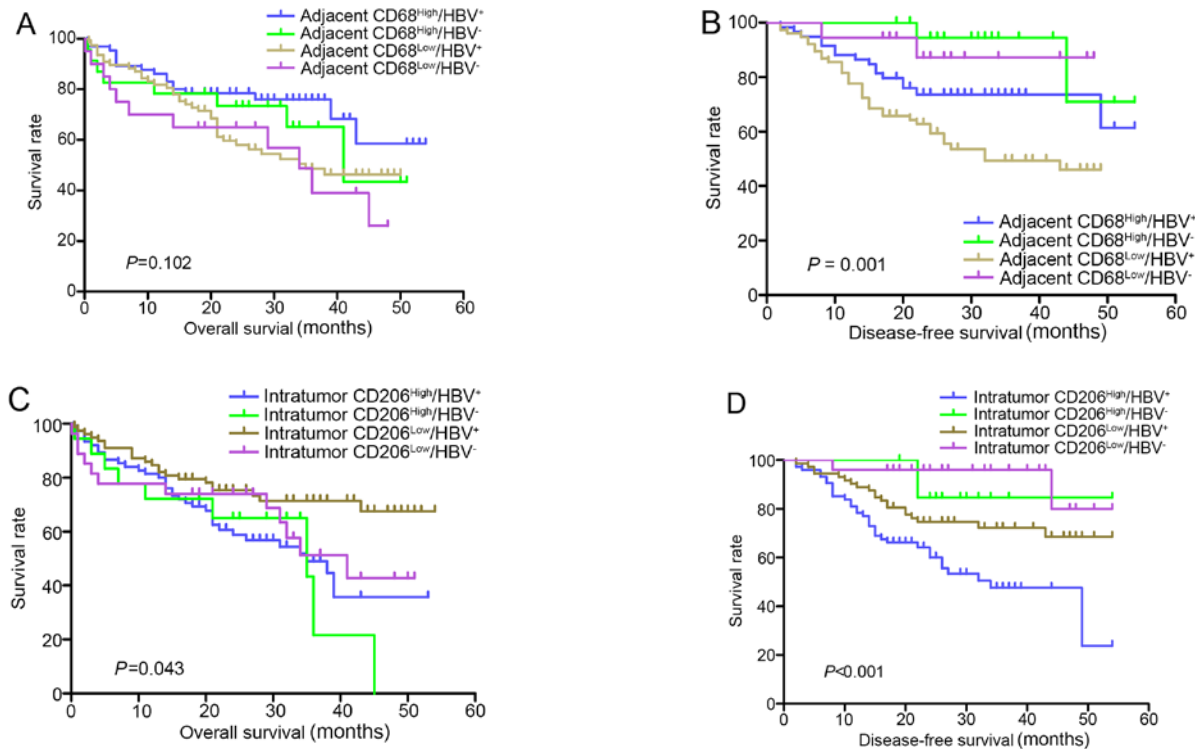 A
Adjacent CD68High/HBV+
Adjacent CD68High/HBV-
Adjacent CD68Low/HBV+
Adjacent CD68Low/HBV-
Survival rate
100
80
60
40
20
0
P=0.102
0 10 20 30 40 50 60
Overall survial (months)
B
Survival rate
100
80
60
40
20
0
Adjacent CD68High/HBV+
Adjacent CD68High/HBV-
Adjacent CD68Low/HBV+
Adjacent CD68Low/HBV-
P = 0.001
0 10 20 30 40 50 60
Disease-free survival (months)
C
Intratumor CD206High/HBV+
Intratumor CD206High/HBV-
Intratumor CD206Low/HBV+
Intratumor CD206Low/HBV-
Survival rate
100
80
60
40
20
0
P=0.043
0 10 20 30 40 50 60
Overall survival (months)
D
Intratumor CD206High/HBV+
Intratumor CD206High/HBV-
Intratumor CD206Low/HBV+
Intratumor CD206Low/HBV-
Survival rate
100
80
60
40
20
0
P<0.001
0 10 20 30 40 50 60
Disease-free survival (months)